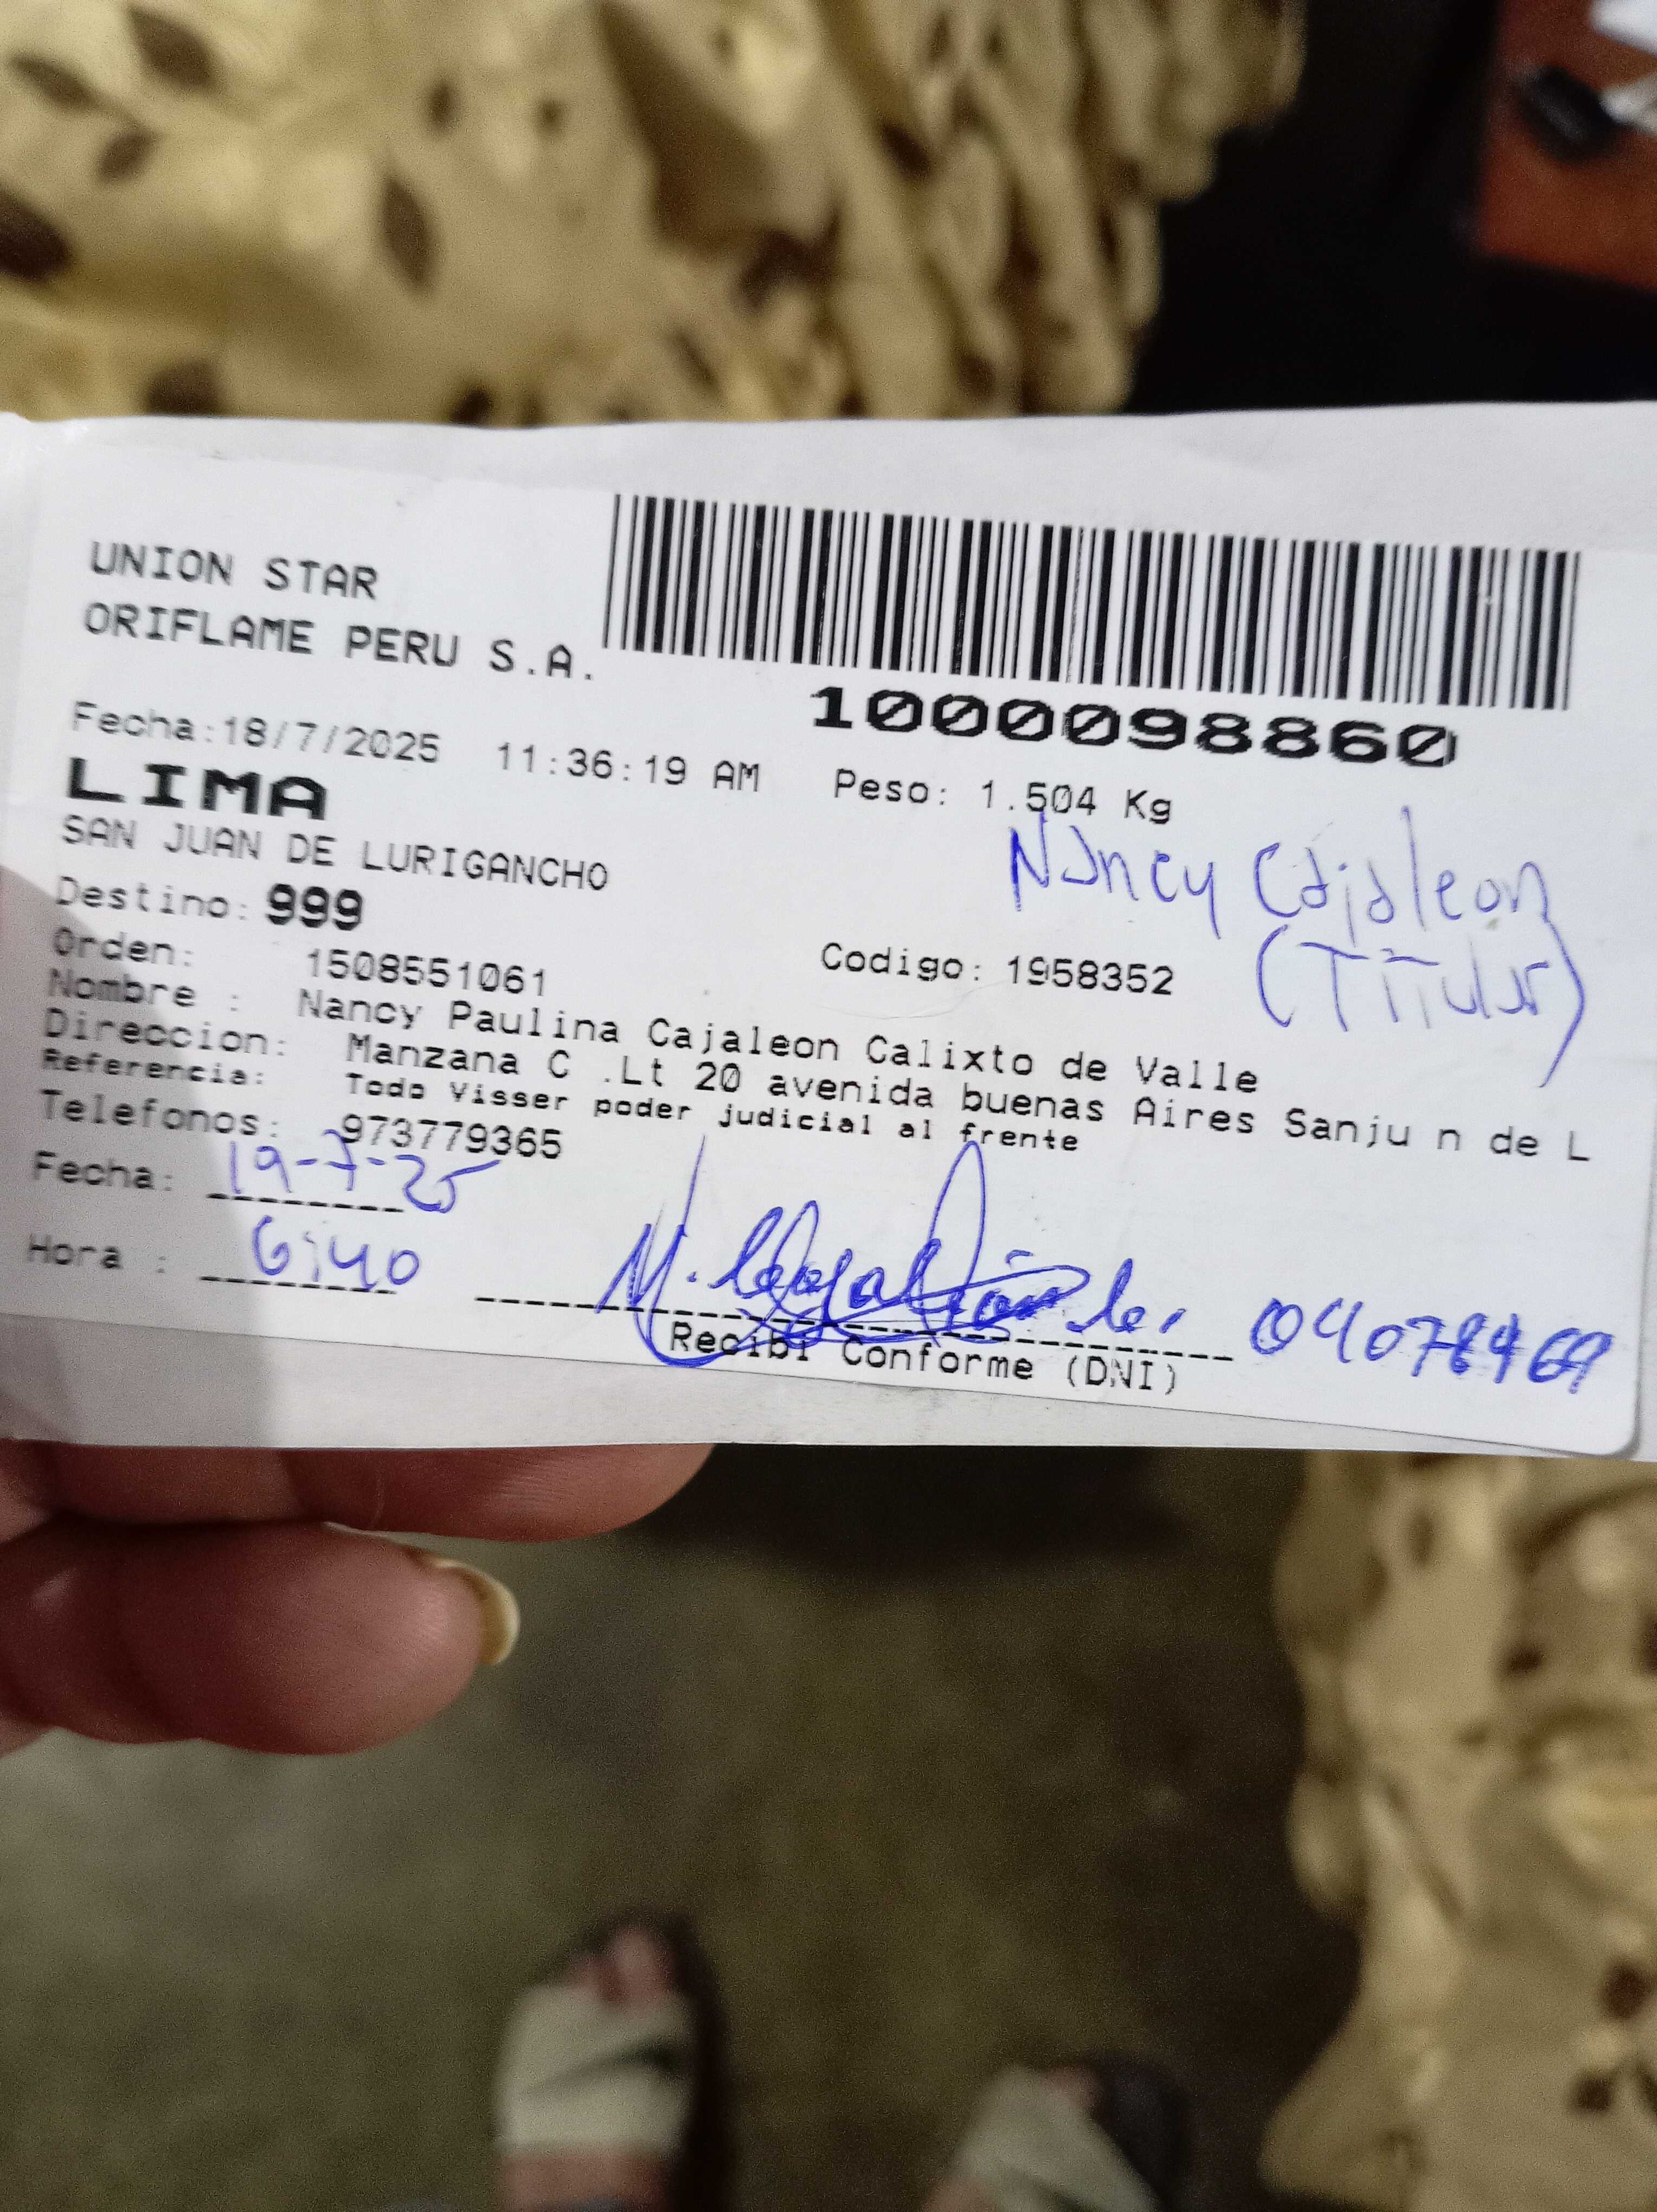 UNION STAR
ORIFLAME PERU S.A.
1000098860
Fecha:18/7/2025 11:36:19 AM Peso: 1.504 Kg
LIMA
SAN JUAN DE LURIGANCHO
Nancy Cajaleon
(Titular)
Destino: 999
Orden: 1508551061 Codigo: 1958352
Nombre : Nancy Paulina Cajaleon Calixto de Valle
Direccion: Manzana C .Lt 20 avenida buenas Aires Sanju n de L
Referencia: Todo Visser poder judicial al frente
Telefonos: 973779365
Fecha: 19-7-25
Hora : 6:40
Recibi Conforme (DNI)